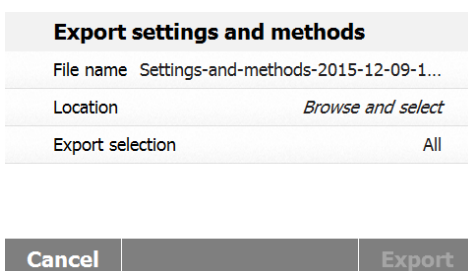 Export settings and methods
File name Settings-and-methods-2015-12-09-1...
Location Browse and select
Export selection All
Cancel Export